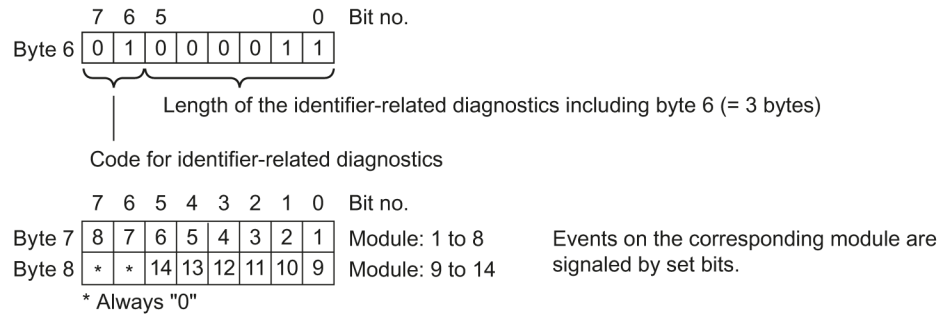 7 6 5 0 Bit no.
Byte 6 0 1 0 0 0 0 1 1
Length of the identifier-related diagnostics including byte 6 (= 3 bytes)
Code for identifier-related diagnostics
7 6 5 4 3 2 1 0 Bit no.
Byte 7 8 7 6 5 4 3 2 1 Module: 1 to 8 Events on the corresponding module are
Byte 8 * * 14 13 12 11 10 9 Module: 9 to 14 signaled by set bits.
* Always "0"